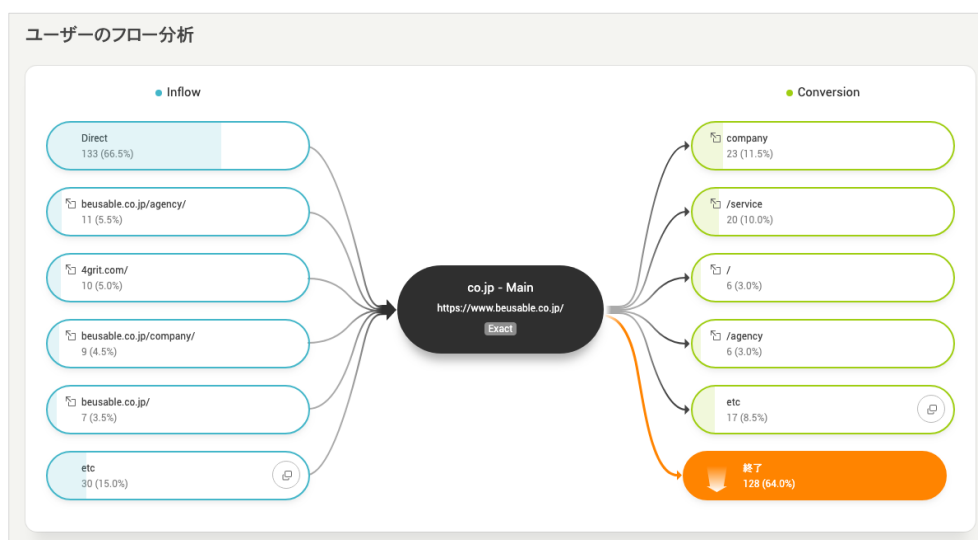 ユーザーのフロー分析
Inflow
Direct
133 (66.5%)
beusable.co.jp/agency/
11 (5.5%)
4grit.com/
10 (5.0%)
beusable.co.jp/company/
9 (4.5%)
beusable.co.jp/
7 (3.5%)
etc
30 (15.0%)
co.jp - Main
https://www.beusable.co.jp/
Exact
Conversion
company
23 (11.5%)
/service
20 (10.0%)
/
6 (3.0%)
/agency
6 (3.0%)
etc
17 (8.5%)
終了
128 (64.0%)